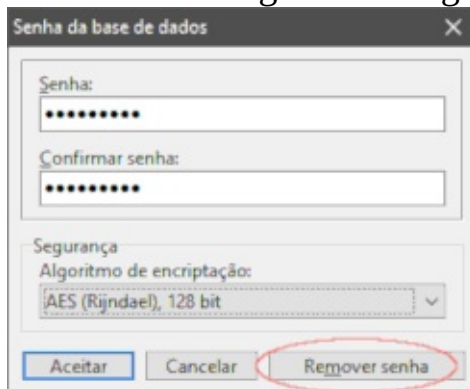 Senha da base de dados
Senha:
•••••••••
Confirmar senha:
•••••••••
Segurança
Algoritmo de encriptação:
AES (Rijndael), 128 bit
Aceitar Cancelar Remover senha